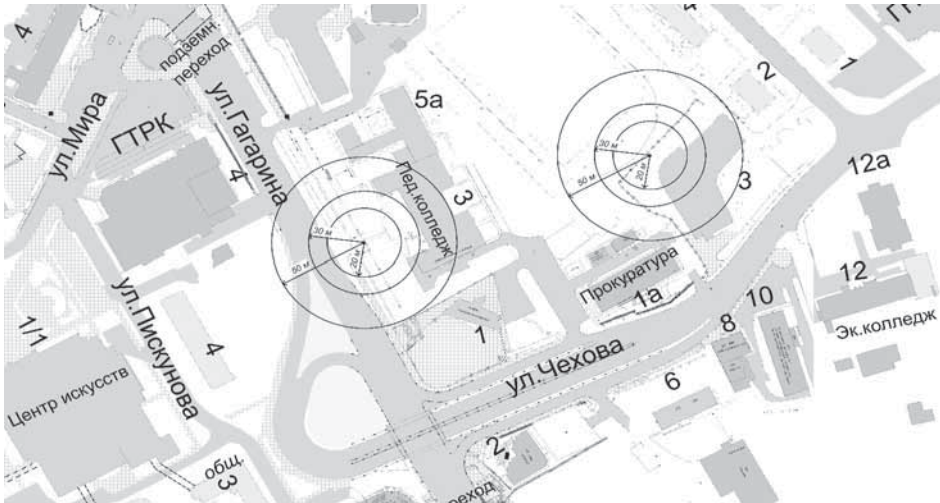 4
подземн.
переход
5а
2
1
ул.Мира
ГТРК
ул.Гагарина
4
30 м
50 м
20 м
30 м
50 м
20 м
Пед.колледж
3
3
12а
Прокуратура
1а
12
10
Эк.колледж
8
1/1
ул.Пискунова
4
1
ул.Чехова
6
Центр искусств
2
общ.
3
реход